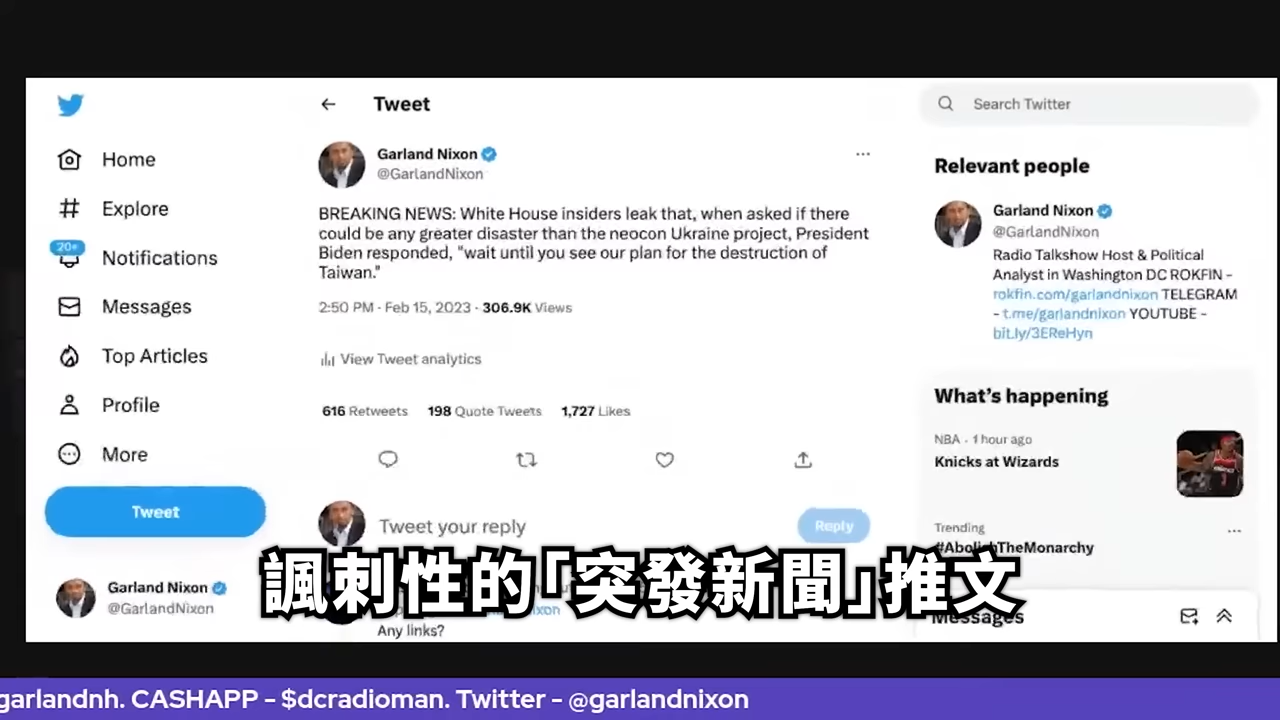 Home
Explore
20+
Notifications
Messages
Top Articles
Profile
More
Tweet
Garland Nixon
@GarlandNixon
Tweet
Garland Nixon
@GarlandNixon
BREAKING NEWS: White House insiders leak that, when asked if there
could be any greater disaster than the neocon Ukraine project, President
Biden responded, "wait until you see our plan for the destruction of
Taiwan."
2:50 PM · Feb 15, 2023 · 306.9K Views
View Tweet analytics
616 Retweets 198 Quote Tweets 1,727 Likes
Tweet your reply
Reply
Any links?
Search Twitter
Relevant people
Garland Nixon
@GarlandNixon
Radio Talkshow Host & Political
Analyst in Washington DC ROKFIN -
rokfin.com/garlandnixon TELEGRAM
- t.me/garlandnixon YOUTUBE -
bit.ly/3EReHyn
What's happening
NBA · 1 hour ago
Knicks at Wizards
Trending
#AbolishTheMonarchy
Messages
諷刺性的「突發新聞」推文
garlandnh. CASHAPP - $dcradioman. Twitter - @garlandnixon